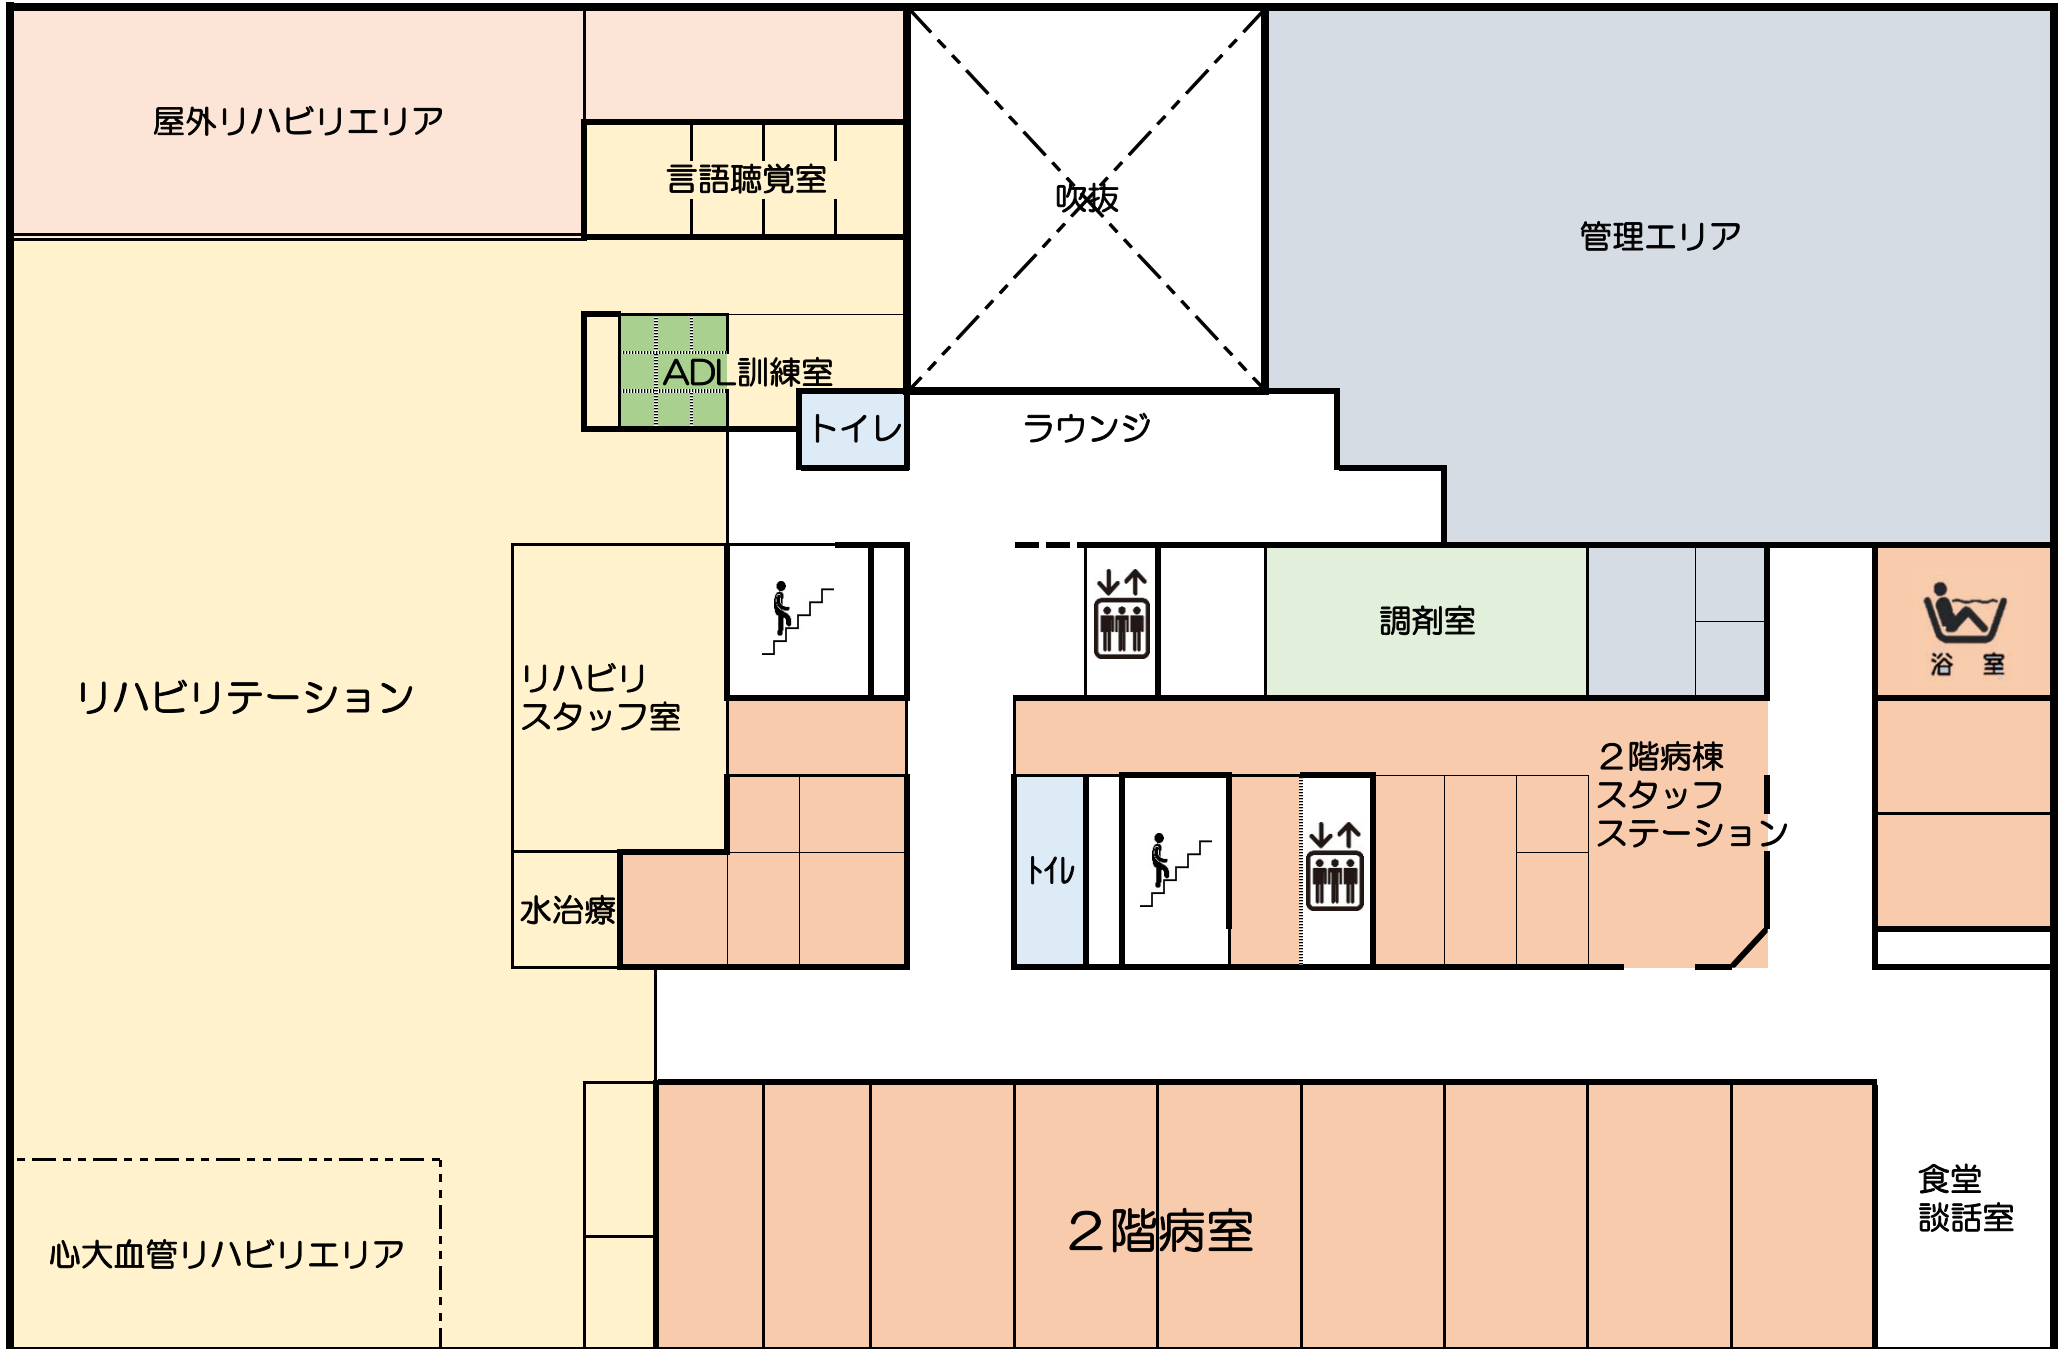 屋外リハビリエリア
言語聴覚室
吹抜
管理エリア
ADL訓練室
トイレ
ラウンジ
調剤室
浴 室
リハビリテーション
リハビリ
スタッフ室
2階病棟
スタッフ
ステーション
トイレ
水治療
心大血管リハビリエリア
2階病室
食堂
談話室